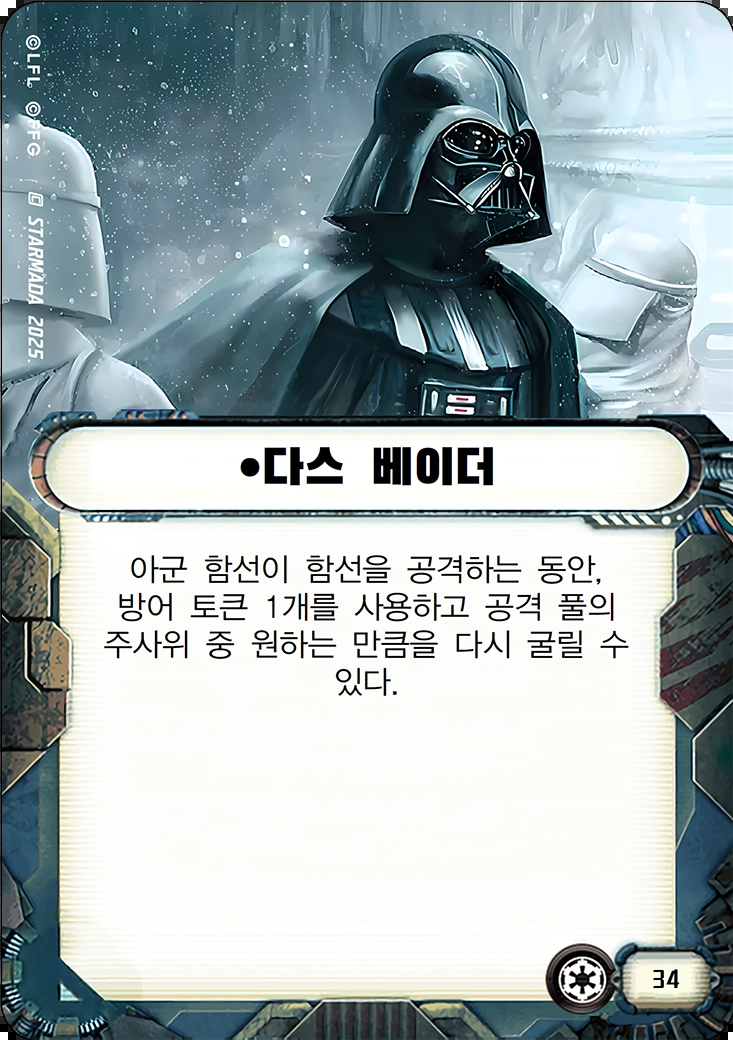 ©LFL ©FFG 🄲 STARMADA 2025.
•다스 베이더
아군 함선이 함선을 공격하는 동안,
방어 토큰 1개를 사용하고 공격 풀의
주사위 중 원하는 만큼을 다시 굴릴 수
있다.
34